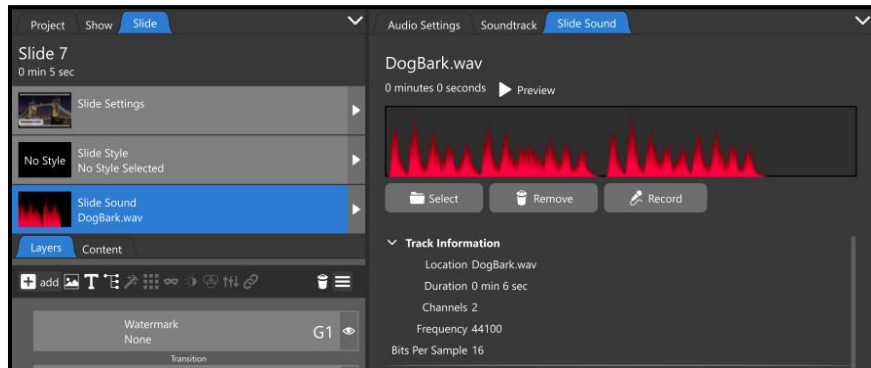 Project Show Slide
Slide 7
0 min 5 sec
Slide Settings
No Style
Slide Style
No Style Selected
Slide Sound
DogBark.wav
Layers Content
add
Watermark
None
G1
Transition
Audio Settings Soundtrack Slide Sound
DogBark.wav
0 minutes 0 seconds Preview
Select Remove Record
Track Information
Location DogBark.wav
Duration 0 min 6 sec
Channels 2
Frequency 44100
Bits Per Sample 16